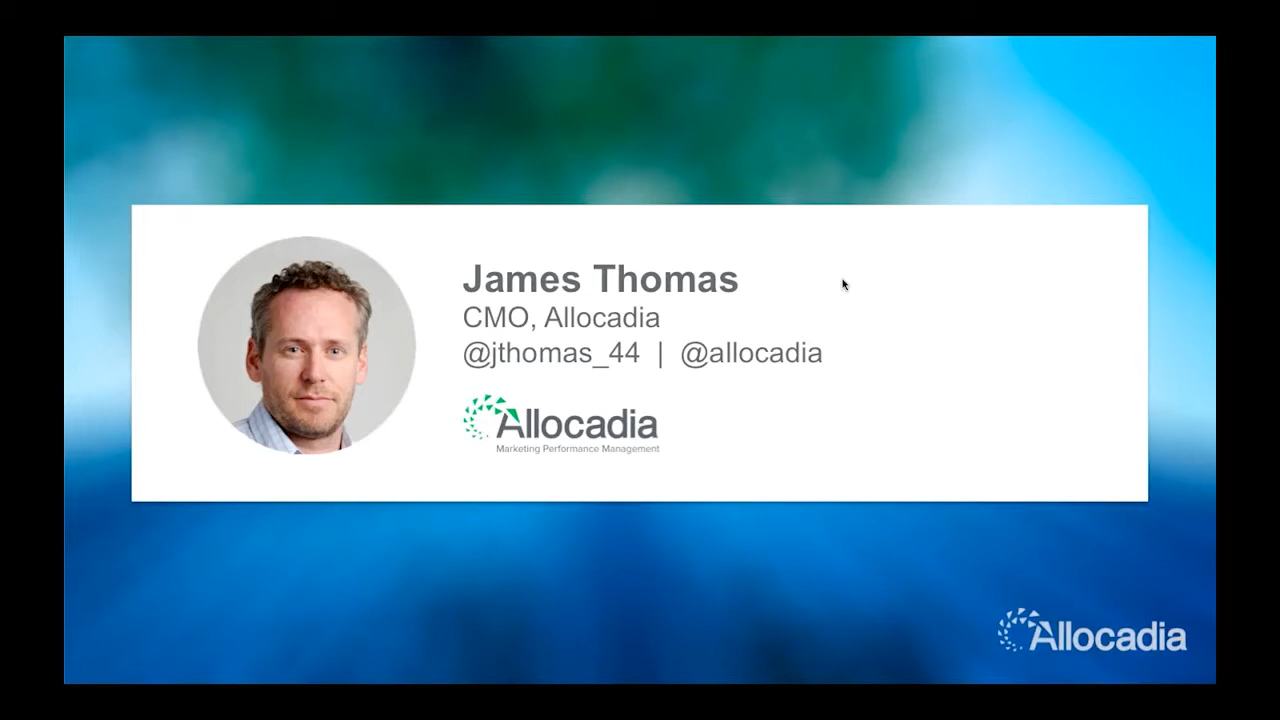 James Thomas
CMO, Allocadia
@jthomas_44 | @allocadia
Allocadia
Marketing Performance Management
Allocadia